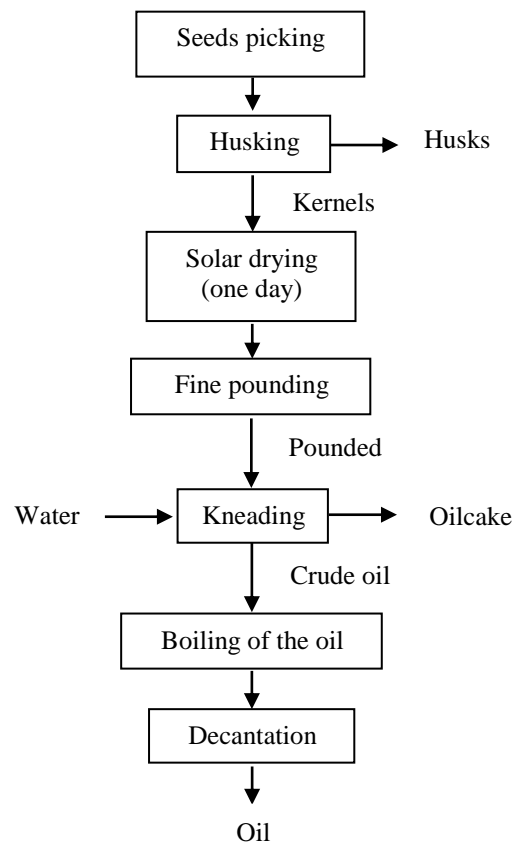 Seeds picking
Husking
Husks
Kernels
Solar drying
(one day)
Fine pounding
Pounded
Water
Kneading
Oilcake
Crude oil
Boiling of the oil
Decantation
Oil